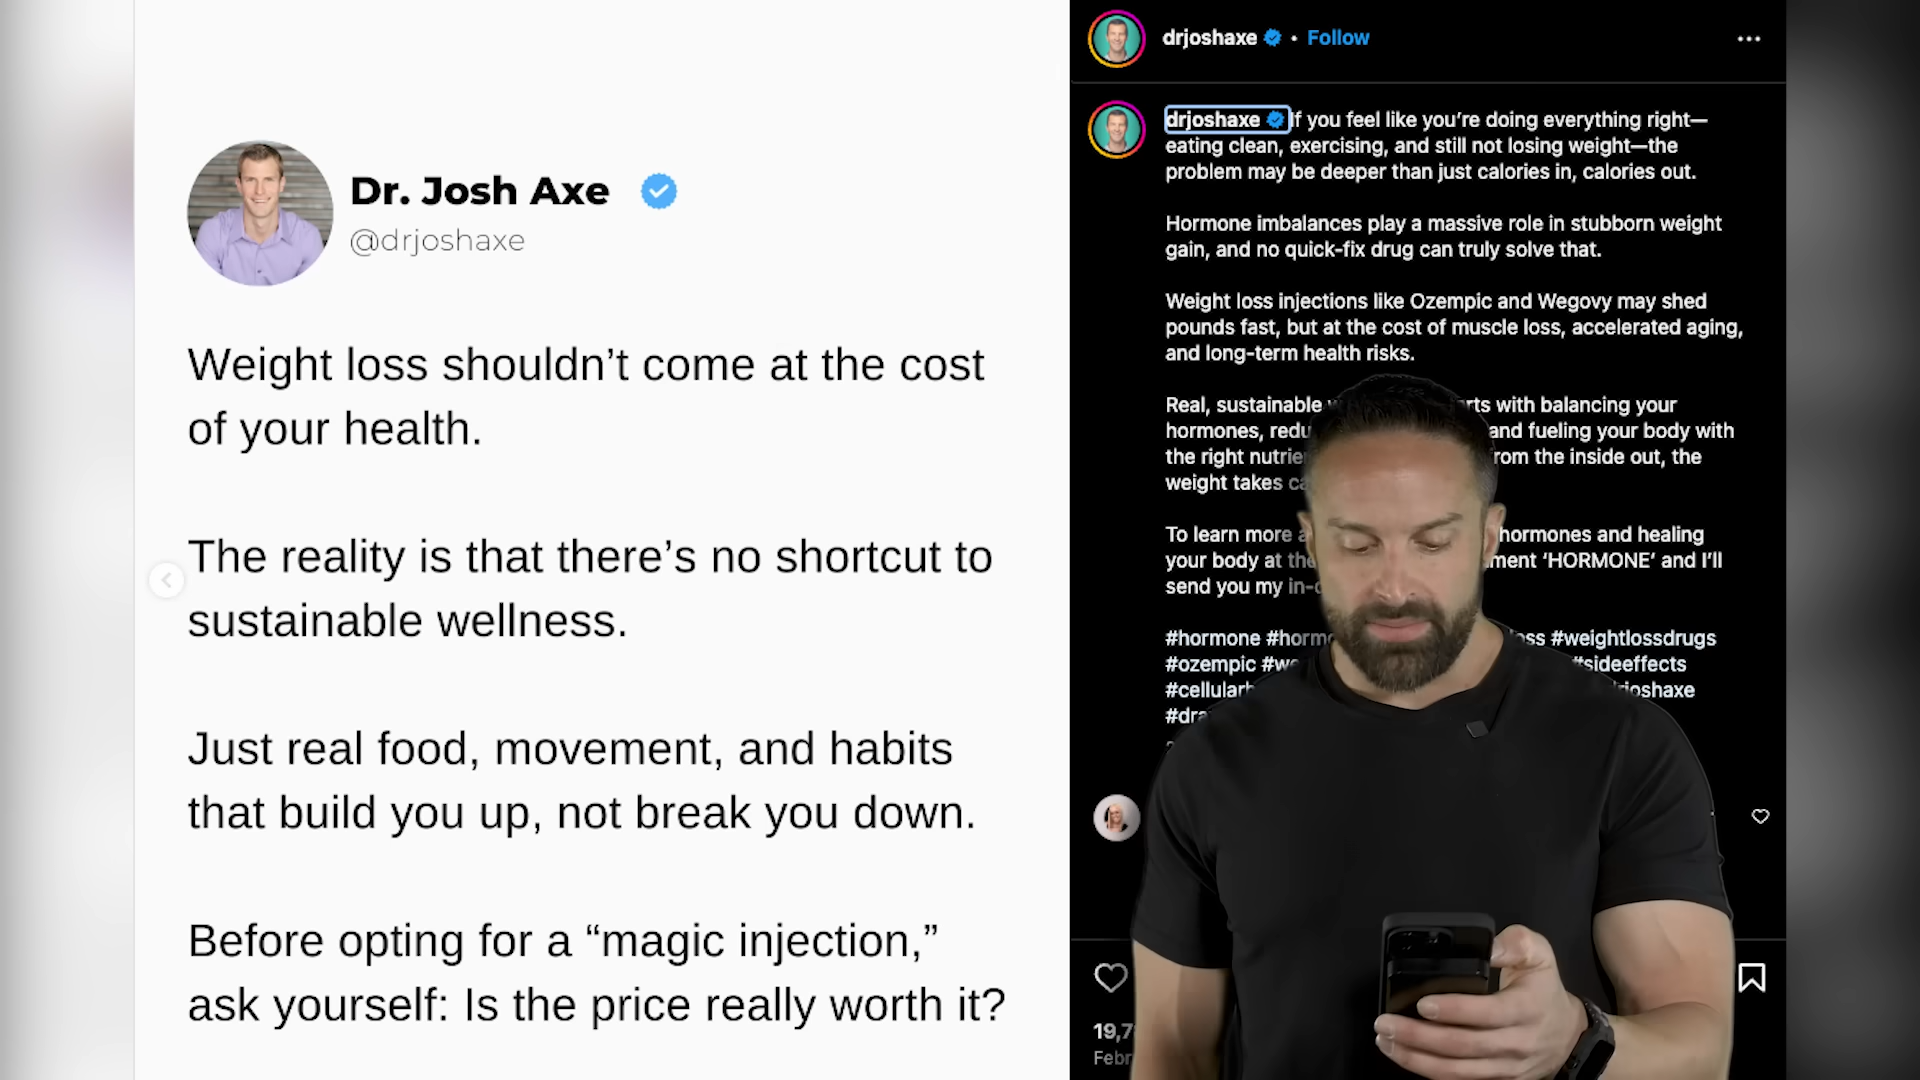 Dr. Josh Axe
@drjoshaxe
Weight loss shouldn’t come at the cost
of your health.
The reality is that there’s no shortcut to
sustainable wellness.
Just real food, movement, and habits
that build you up, not break you down.
Before opting for a “magic injection,”
ask yourself: Is the price really worth it?
drjoshaxe • Follow
drjoshaxe If you feel like you’re doing everything right—
eating clean, exercising, and still not losing weight—the
problem may be deeper than just calories in, calories out.
Hormone imbalances play a massive role in stubborn weight
gain, and no quick-fix drug can truly solve that.
Weight loss injections like Ozempic and Wegovy may shed
pounds fast, but at the cost of muscle loss, accelerated aging,
and long-term health risks.
Real, sustainable with balancing your
hormones, and fueling your body with
the right from the inside out, the
weight takes
To learn more hormones and healing
your body at ‘HORMONE’ and I’ll
send you my
#hormone #weightlossdrugs
#ozempic #sideeffects